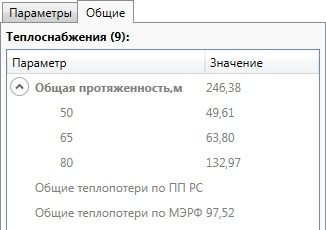 Параметры Общие
Теплоснабжения (9):
Параметр Значение
Общая протяженность,м 246,38
50 49,61
65 63,80
80 132,97
Общие теплопотери по ПП РС
Общие теплопотери по МЭРФ 97,52